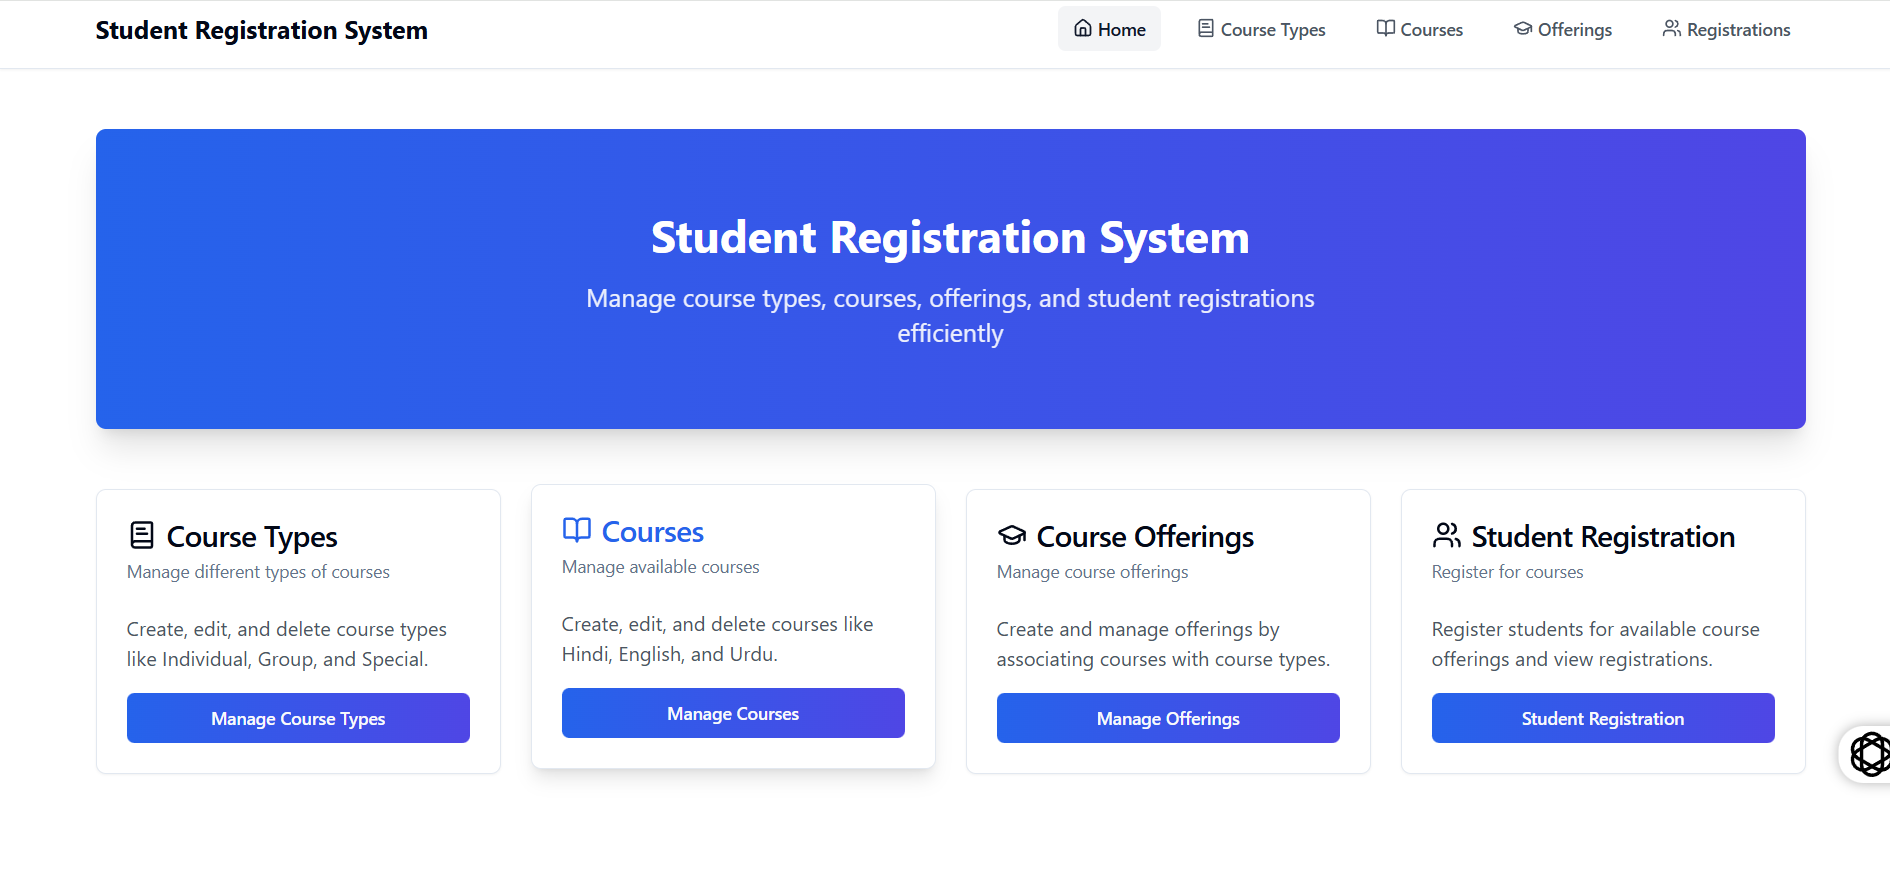 Student Registration System
Home
Course Types
Courses
Offerings
Registrations
Student Registration System
Manage course types, courses, offerings, and student registrations
efficiently
Course Types
Manage different types of courses
Create, edit, and delete course types
like Individual, Group, and Special.
Manage Course Types
Courses
Manage available courses
Create, edit, and delete courses like
Hindi, English, and Urdu.
Manage Courses
Course Offerings
Manage course offerings
Create and manage offerings by
associating courses with course types.
Manage Offerings
Student Registration
Register for courses
Register students for available course
offerings and view registrations.
Student Registration